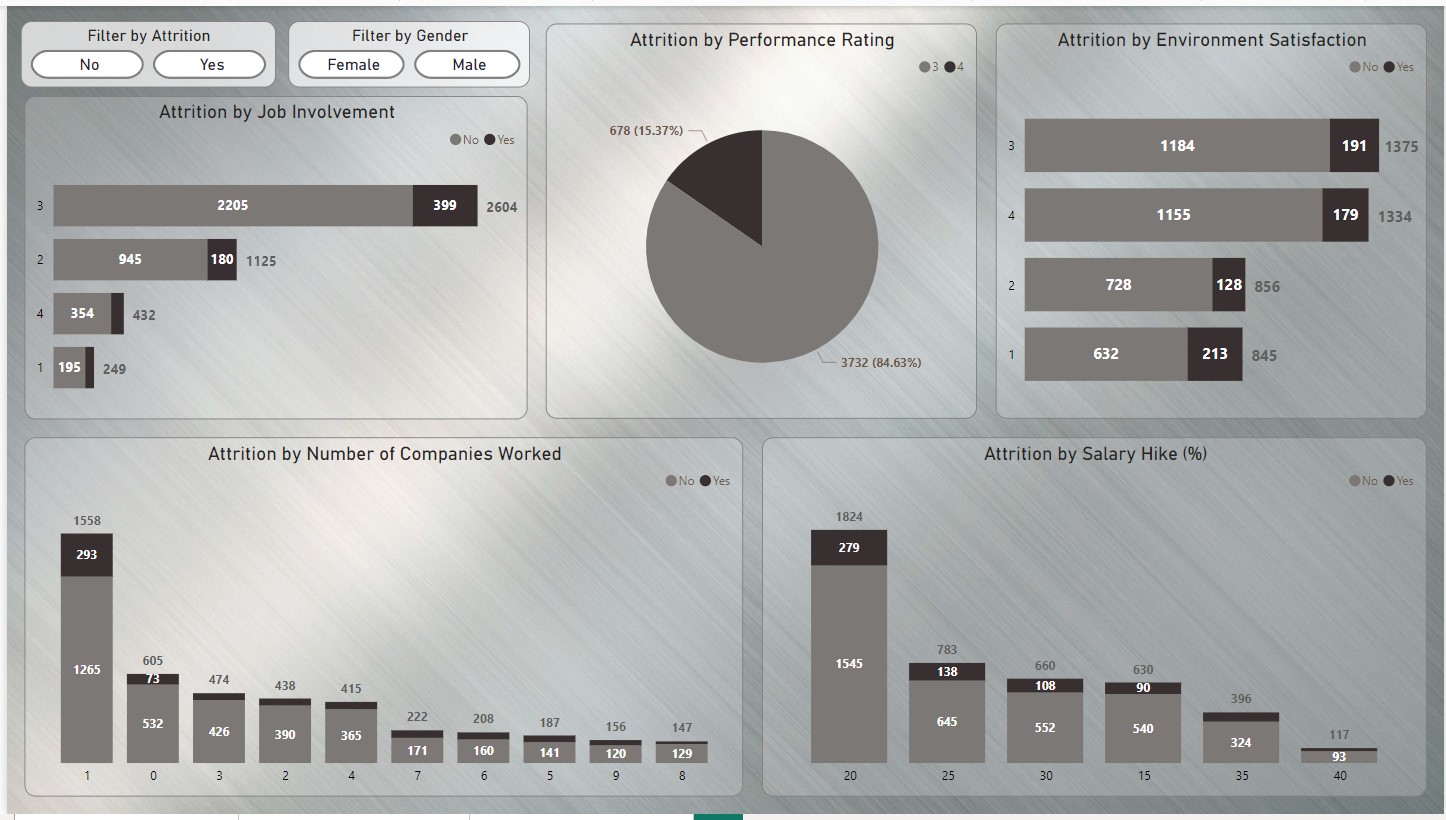 Filter by Attrition
No
Yes
Filter by Gender
Female
Male
Attrition by Job Involvement
No Yes
3 2205 399 2604
2 945 180 1125
4 354 432
1 195 249
Attrition by Performance Rating
3 4
678 (15.37%)
3732 (84.63%)
Attrition by Environment Satisfaction
No Yes
3 1184 191 1375
4 1155 179 1334
2 728 128 856
1 632 213 845
Attrition by Number of Companies Worked
No Yes
1558
293
1265
605
73
532
474
426
438
390
415
365
222
171
208
160
187
141
156
120
147
129
1 0 3 2 4 7 6 5 9 8
Attrition by Salary Hike (%)
No Yes
1824
279
1545
783
138
645
660
108
552
630
90
540
396
324
117
93
20 25 30 15 35 40